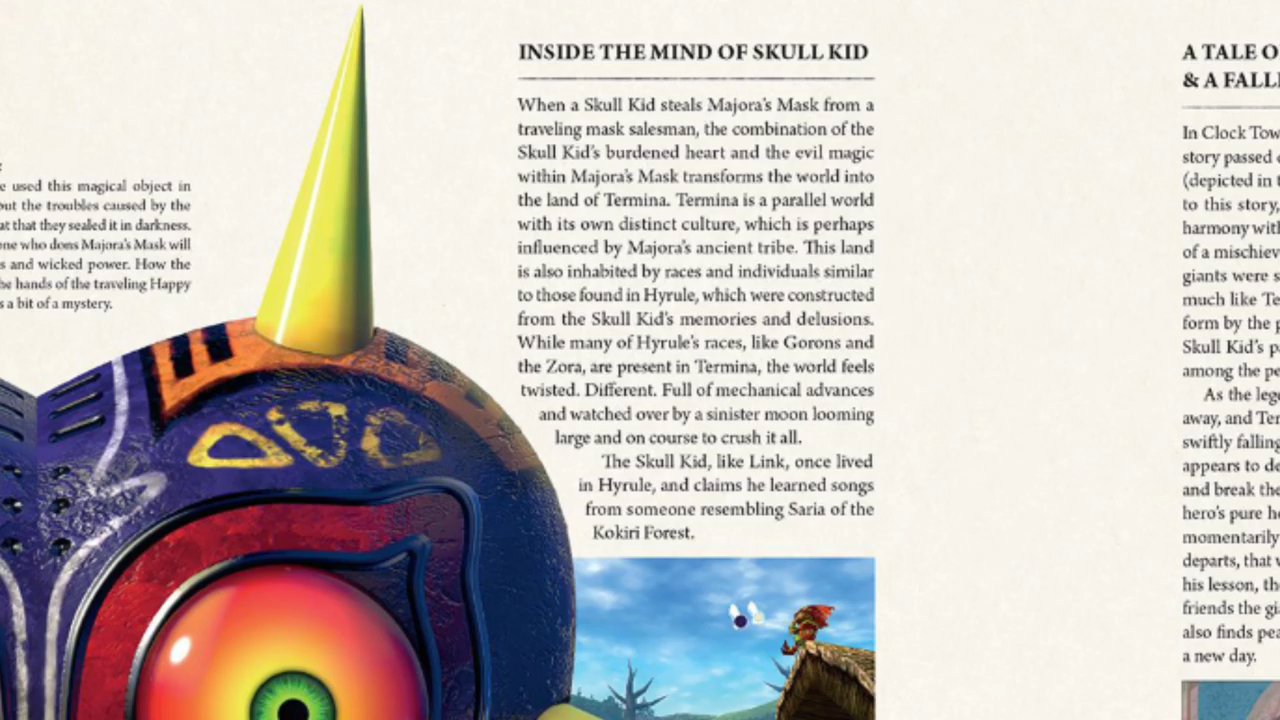 e used this magical object in
but the troubles caused by the
at that they sealed it in darkness.
one who dons Majora's Mask will
s and wicked power. How the
he hands of the traveling Happy
s a bit of a mystery.
INSIDE THE MIND OF SKULL KID
When a Skull Kid steals Majora's Mask from a
traveling mask salesman, the combination of the
Skull Kid's burdened heart and the evil magic
within Majora's Mask transforms the world into
the land of Termina. Termina is a parallel world
with its own distinct culture, which is perhaps
influenced by Majora's ancient tribe. This land
is also inhabited by races and individuals similar
to those found in Hyrule, which were constructed
from the Skull Kid's memories and delusions.
While many of Hyrule's races, like Gorons and
the Zora, are present in Termina, the world feels
twisted. Different. Full of mechanical advances
and watched over by a sinister moon looming
large and on course to crush it all.
The Skull Kid, like Link, once lived
in Hyrule, and claims he learned songs
from someone resembling Saria of the
Kokiri Forest.
A TALE O
& A FALL
In Clock Tow
story passed
(depicted in t
to this story,
harmony with
of a mischiev
giants were s
much like Te
form by the p
Skull Kid's pa
among the pe
As the lege
away, and Ter
swiftly falling
appears to de
and break the
hero's pure he
momentarily
departs, that w
his lesson, the
friends the gia
also finds pea
a new day.